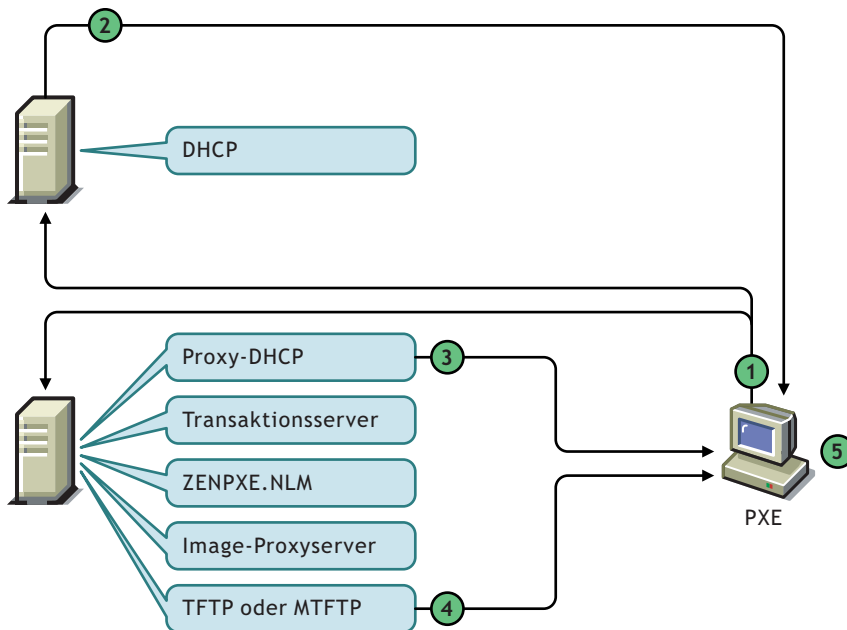 2
DHCP
Proxy-DHCP
3
1
Transaktionsserver
5
ZENPXE.NLM
PXE
Image-Proxyserver
TFTP oder MTFTP
4